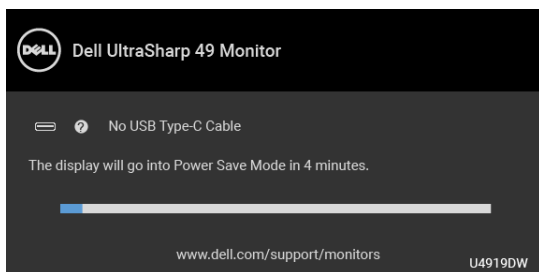 DELL
Dell UltraSharp 49 Monitor
? No USB Type-C Cable
The display will go into Power Save Mode in 4 minutes.
www.dell.com/support/monitors
U4919DW